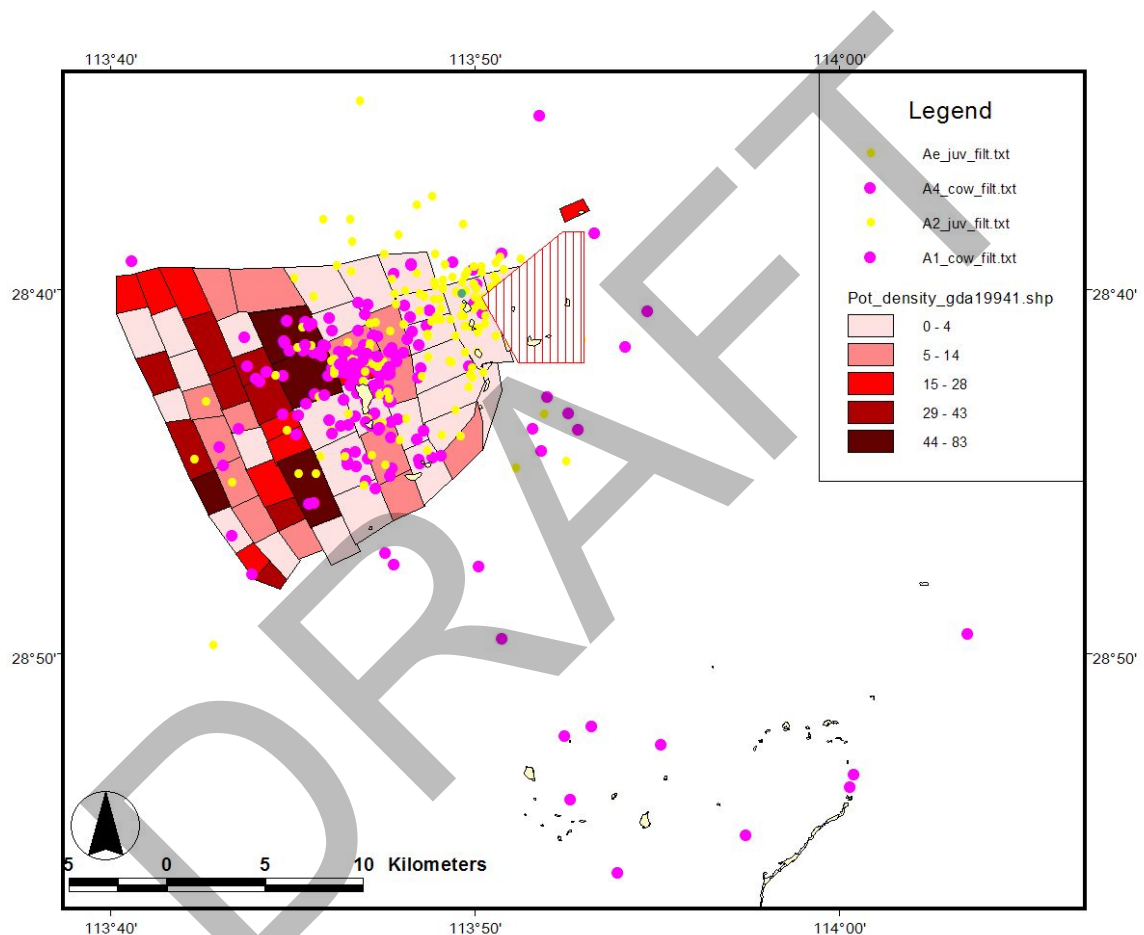 113°40' 113°50' 114°00'
Legend
Ae_juv_filt.txt
A4_cow_filt.txt
A2_juv_filt.txt
A1_cow_filt.txt
Pot_density_gda19941.shp
0 - 4
5 - 14
15 - 28
29 - 43
44 - 83
28°40' 28°40'
28°50' 28°50'
DRAFT
5 0 5 10 Kilometers
113°40' 113°50' 114°00'